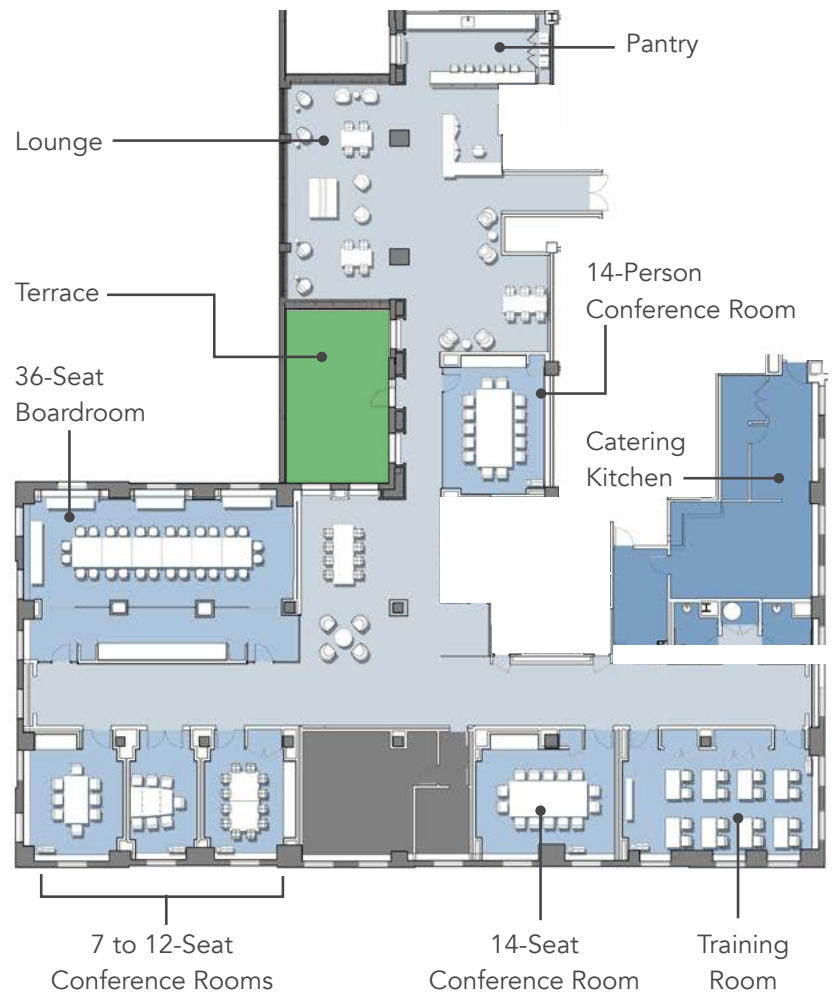 Pantry
Lounge
14-Person
Conference Room
Terrace
36-Seat
Boardroom
Catering
Kitchen
7 to 12-Seat
Conference Rooms
14-Seat
Conference Room
Training
Room